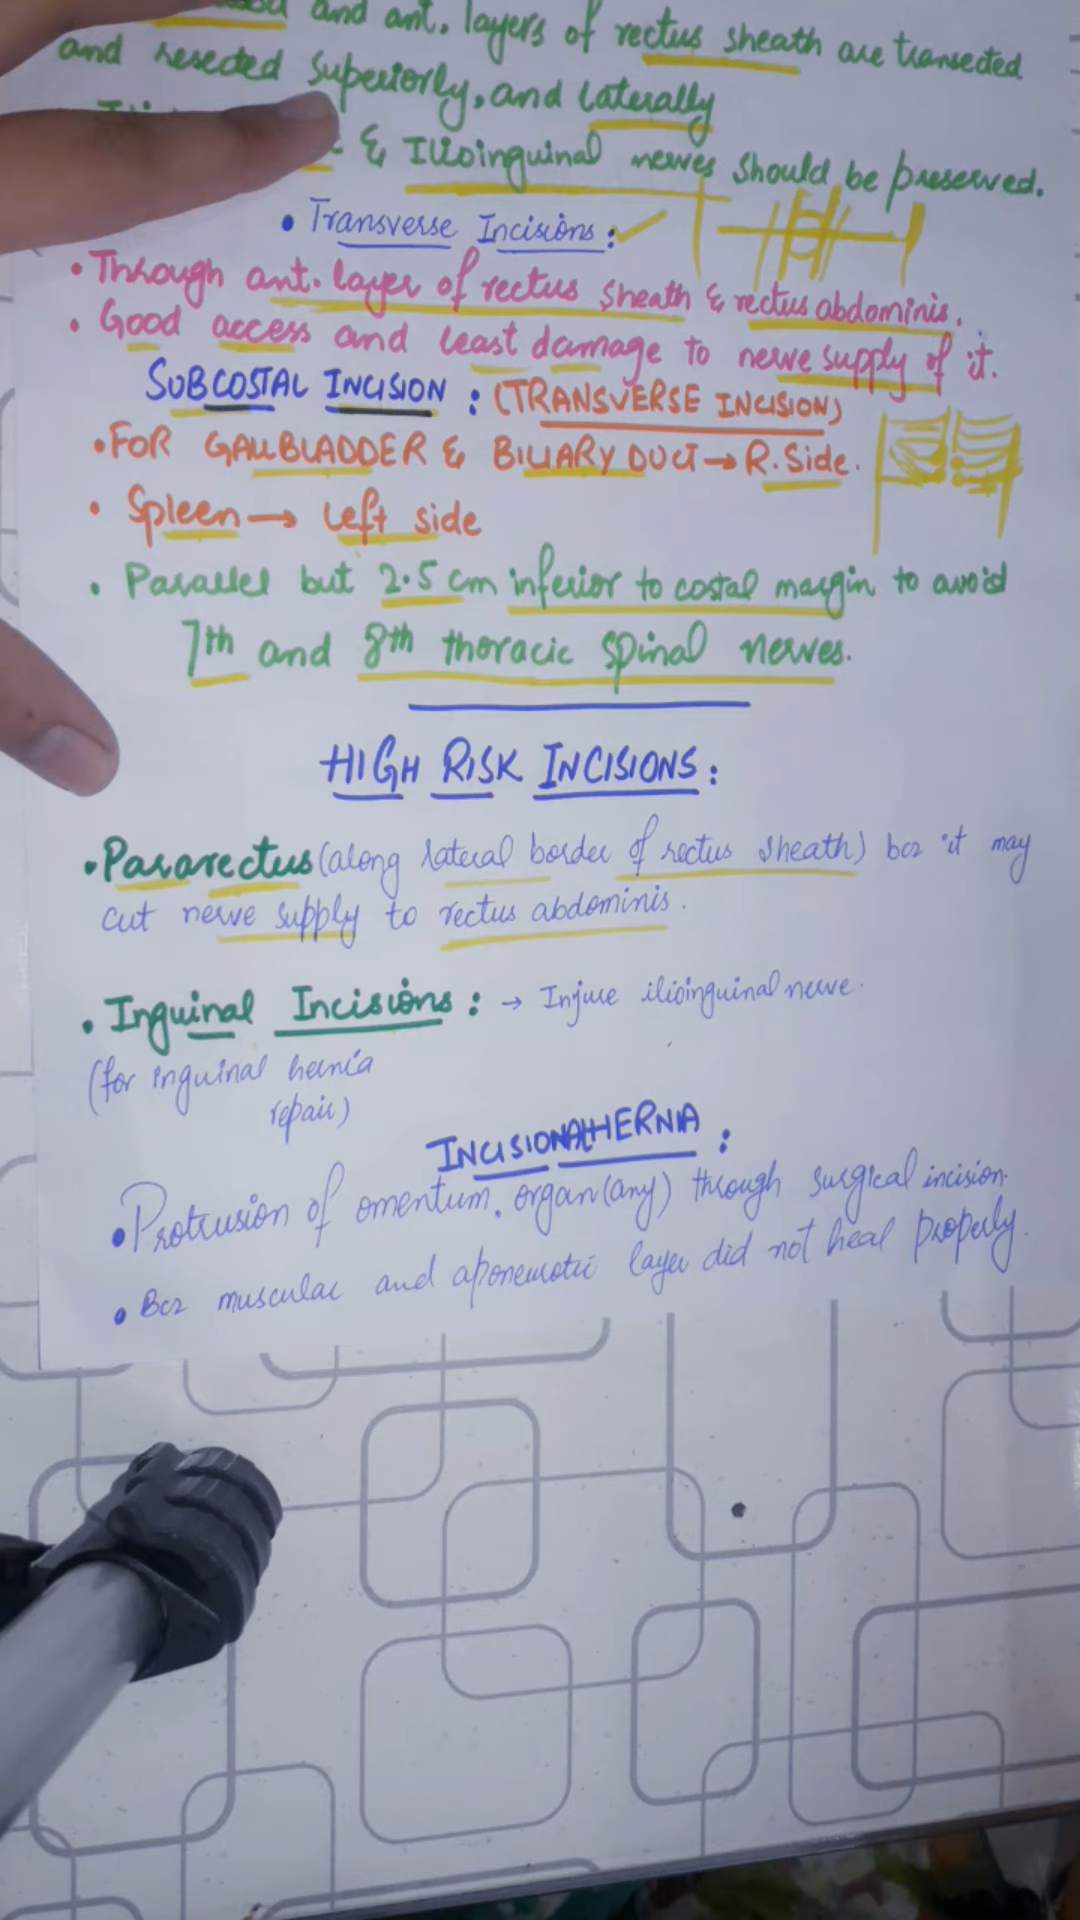 and ant. layers of rectus sheath are transected
and resected superiorly, and laterally
& Ilioinguinal nerves should be preserved.
• Transverse Incisions:
• Through ant. layer of rectus sheath & rectus abdominis.
• Good access and least damage to nerve supply of it.
SUBCOSTAL INCISION : (TRANSVERSE INCISION)
• FOR GALLBLADDER & BILIARY DUCT → R. Side.
• Spleen → left side
• Parallel but 2.5 cm inferior to costal margin to avoid
7th and 8th thoracic spinal nerves.
HIGH RISK INCISIONS :
• Pararectus (along lateral border of rectus sheath) bcz it may
cut nerve supply to rectus abdominis.
• Inguinal Incisions : → Injure ilioinguinal nerve.
(for inguinal hernia
repair)
INCISIONAL HERNIA :
• Protrusion of omentum, organ (any) through surgical incision.
• Bcz muscular and aponeurotic layer did not heal properly.